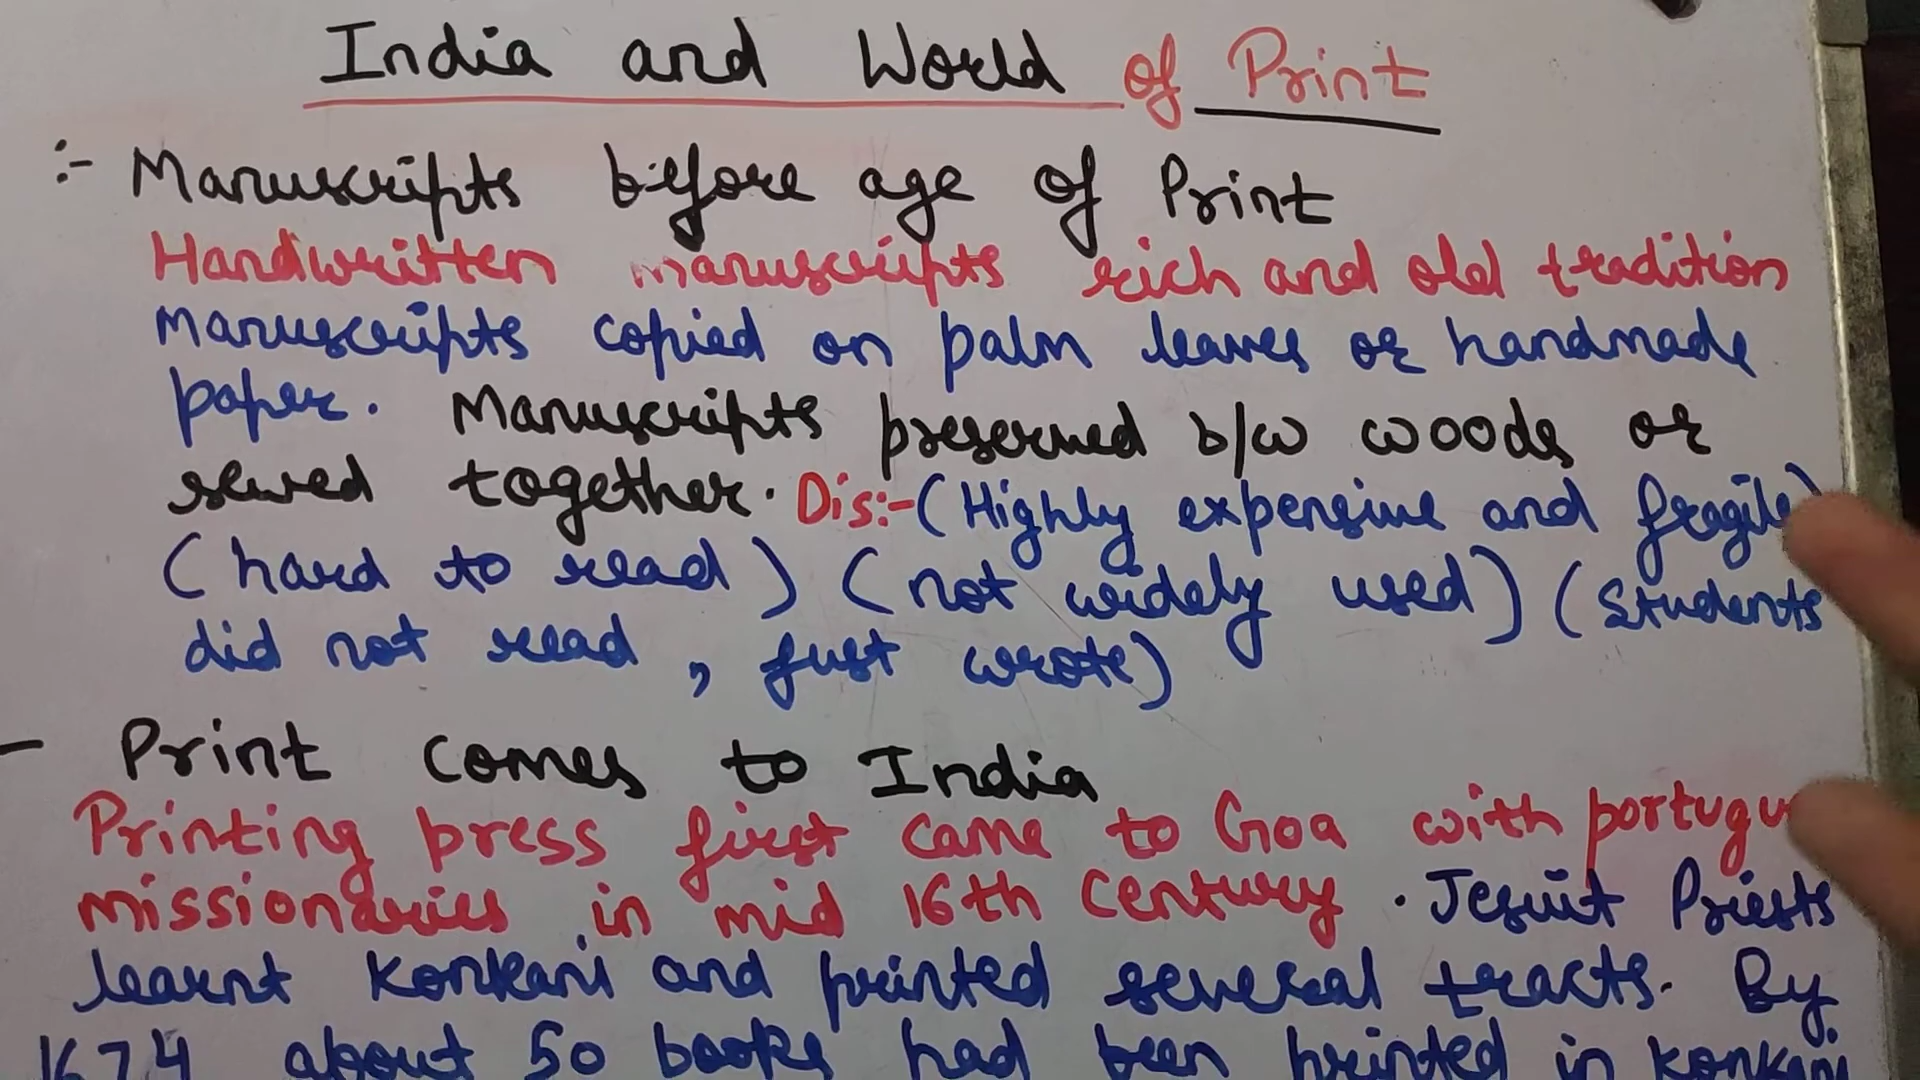 India and World of Print
:- Manuscripts before age of Print
Handwritten manuscripts rich and old tradition
Manuscripts copied on palm leaves or handmade
paper. Manuscripts preserved b/w woods or
sewed together. Dis:- (Highly expensive and fragile)
(hard to read) (not widely used) (Students
did not read, just wrote)
- Print comes to India
Printing press first came to Goa with portugu
missionaries in mid 16th century. Jesuit Priests
learnt Konkani and printed several tracts. By
1674 about 50 books had been printed in konkani